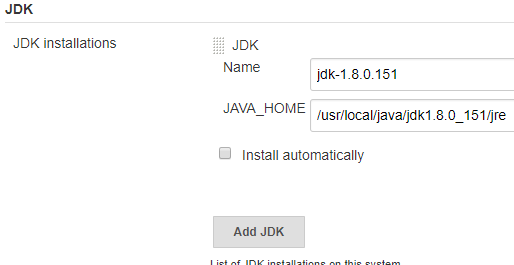 JDK
JDK installations
JDK
Name
jdk-1.8.0.151
JAVA_HOME
/usr/local/java/jdk1.8.0_151/jre
Install automatically
Add JDK
List of JDK installations on this system